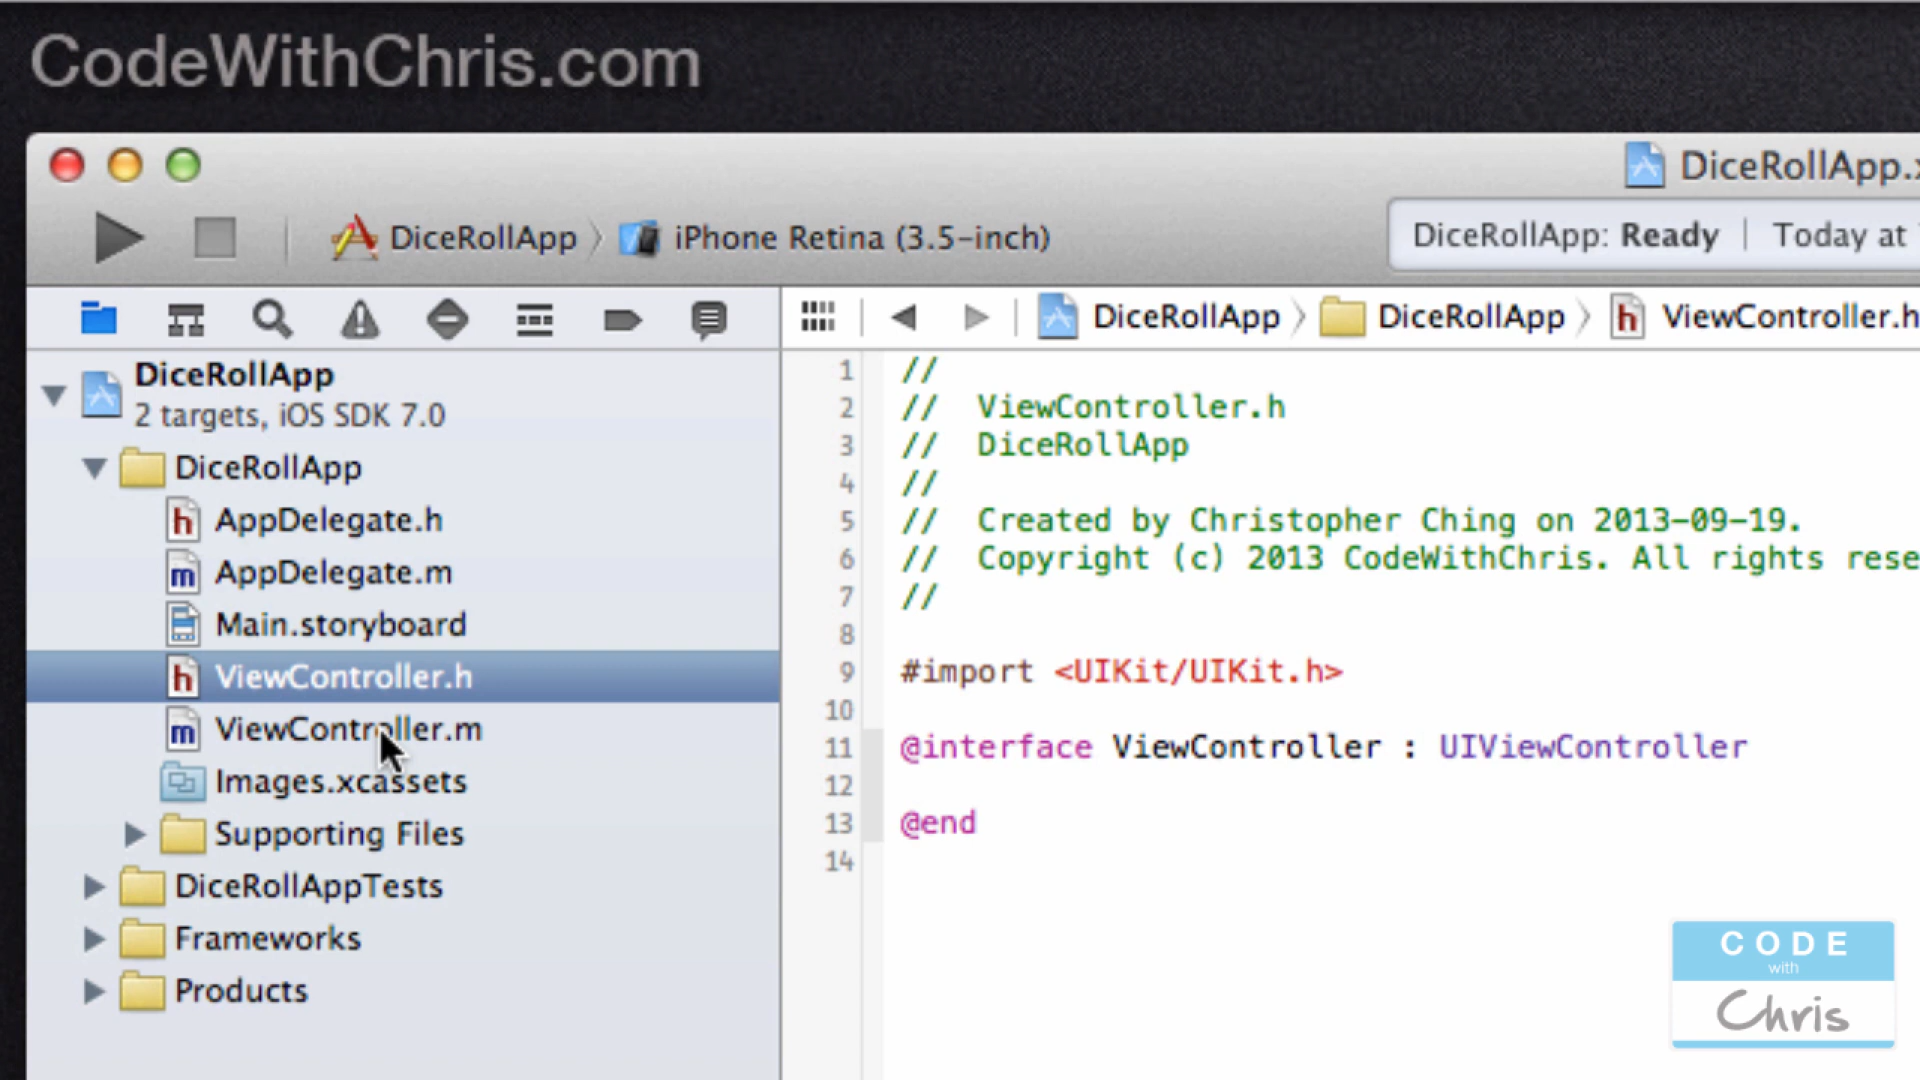 CodeWithChris.com
DiceRollApp.
DiceRollApp iPhone Retina (3.5-inch)
DiceRollApp: Ready Today at
DiceRollApp DiceRollApp h ViewController.h
DiceRollApp
2 targets, iOS SDK 7.0
DiceRollApp
h AppDelegate.h
m AppDelegate.m
Main.storyboard
h ViewController.h
m ViewController.m
Images.xcassets
Supporting Files
DiceRollAppTests
Frameworks
Products
1 //
2 // ViewController.h
3 // DiceRollApp
4 //
5 // Created by Christopher Ching on 2013-09-19.
6 // Copyright (c) 2013 CodeWithChris. All rights rese
7 //
8
9 #import <UIKit/UIKit.h>
10
11 @interface ViewController : UIViewController
12
13 @end
14
CODE
with
Chris